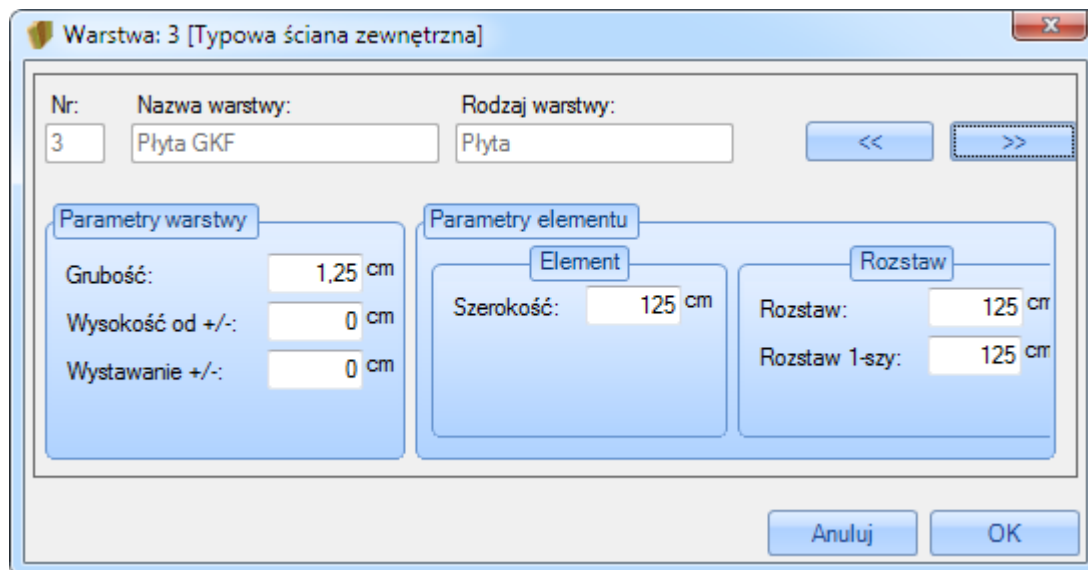 Warstwa: 3 [Typowa ściana zewnętrzna]
Nr: Nazwa warstwy: Rodzaj warstwy:
3 Płyta GKF Płyta << >>
Parametry warstwy Parametry elementu
Element Rozstaw
Grubość: 1,25 cm Szerokość: 125 cm Rozstaw: 125 cm
Wysokość od +/-: 0 cm Rozstaw 1-szy: 125 cm
Wystawanie +/-: 0 cm
Anuluj OK